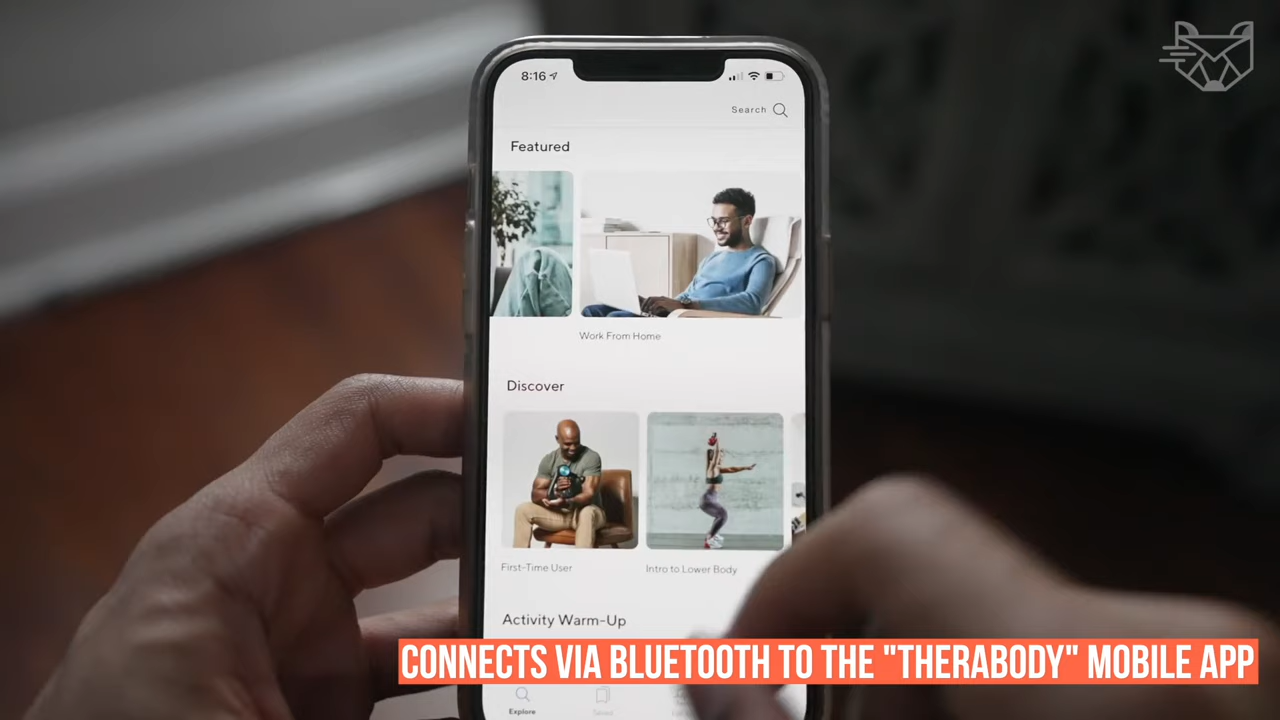 8:16
Search
Featured
Work From Home
Discover
First-Time User
Intro to Lower Body
Activity Warm-Up
CONNECTS VIA BLUETOOTH TO THE "THERABODY" MOBILE APP
Explore